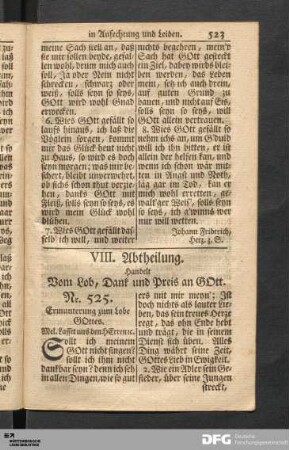 in Anfechtung und Leiden. 523
meine Sach stell an, daß
mir sollen beyde, gefal-
len wohl, drum mich auch
soll, Ja oder Nein nicht
schrecken, schwarz oder
weiß, solls seyn so seys,
GOtt wird wohl Gnad
erwecken.
6. Wies GOtt gefällt so
laufs hinaus, ich laß die
Vöglein sorgen, kommt
mir das Glück heut nicht
zu Haus, so wird es doch
seyn morgen; was mir be-
schert, bleibt unverwehrt,
ob sichs schon thut verzie-
hen, danks GOtt mit
Fleiß, solls seyn so seys, es
wird mein Glück wohl
blühen.
7. Wies GOtt gefällt das
selb' ich will, und weiter
nichts begehren, mein'r
Sach hat GOtt gesteckt
ein Ziel, dabey wirds blei-
ben werden, das Leben
mein, setz ich auch drein,
auf guten Grund zu
bauen, und nicht auf Eis,
solls seyn so seys, will
GOtt allein vertrauen.
8. Wies GOtt gefällt so
nehm ichs an, um G'duld
will ich ihn bitten, er ist
allein der helfen kan, und
wenn ich schon wär mit-
ten in Angst und Noth,
läg gar im Tod, kan er
mich wohl erretten, ge-
walt'ger Weis', solls seyn
so seys, ich g'winns wer
nur will wetten.
Johann Fridrich,
Herz. z. S.
VIII. Abtheilung.
Handelt
Vom Lob, Dank und Preis an GOtt.
Nr. 525.
Ermunterung zum Lobe
GOttes.
Mel. Lasset uns den HErren ꝛc.
Sollt ich meinem
GOtt nicht singen?
sollt ich ihm nicht
dankbar seyn? denn ich seh
in allen Dingen, wie so gut
ers mit mir meyn'; Ist
doch nichts als lauter Lie-
ben, das sein treues Herze
regt, das ohn Ende hebt
und trägt, die in seinem
Dienst sich üben. Alles
Ding währt seine Zeit,
GOttes Lieb in Ewigkeit.
2. Wie ein Adler sein Ge-
fieder, über seine Jungen
streckt,
DFG Deutsche
Forschungsgemeinschaft